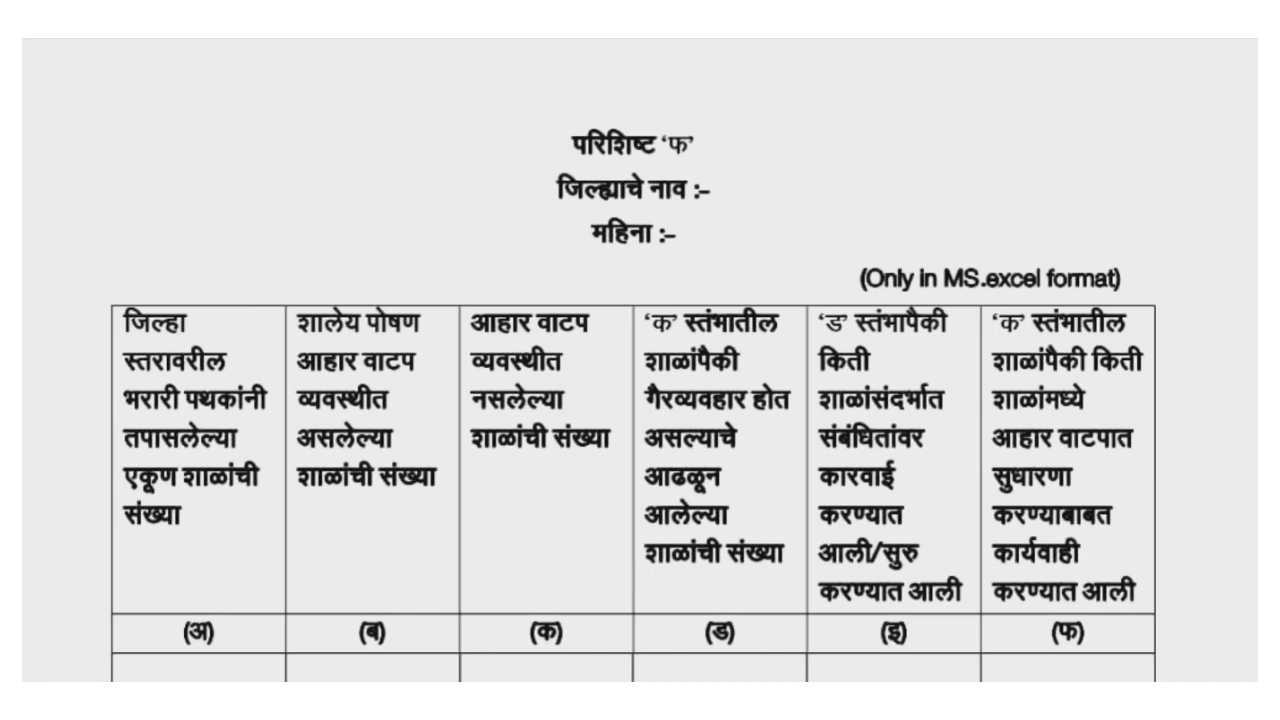 परिशिष्ट ‘फ’
जिल्ह्याचे नाव :-
महिना :-
(Only in MS.excel format)
जिल्हा
स्तरावरील
भरारी पथकांनी
तपासलेल्या
एकूण शाळांची
संख्या
शालेय पोषण
आहार वाटप
व्यवस्थीत
असलेल्या
शाळांची संख्या
आहार वाटप
व्यवस्थीत
नसलेल्या
शाळांची संख्या
‘क’ स्तंभातील
शाळांपैकी
गैरव्यवहार होत
असल्याचे
आढळून
आलेल्या
शाळांची संख्या
‘ड’ स्तंभापैकी
किती
शाळांसंदर्भात
संबंधितांवर
कारवाई
करण्यात
आली/सुरु
करण्यात आली
‘क’ स्तंभातील
शाळांपैकी किती
शाळांमध्ये
आहार वाटपात
सुधारणा
करण्याबाबत
कार्यवाही
करण्यात आली
(अ)
(ब)
(क)
(ड)
(इ)
(फ)